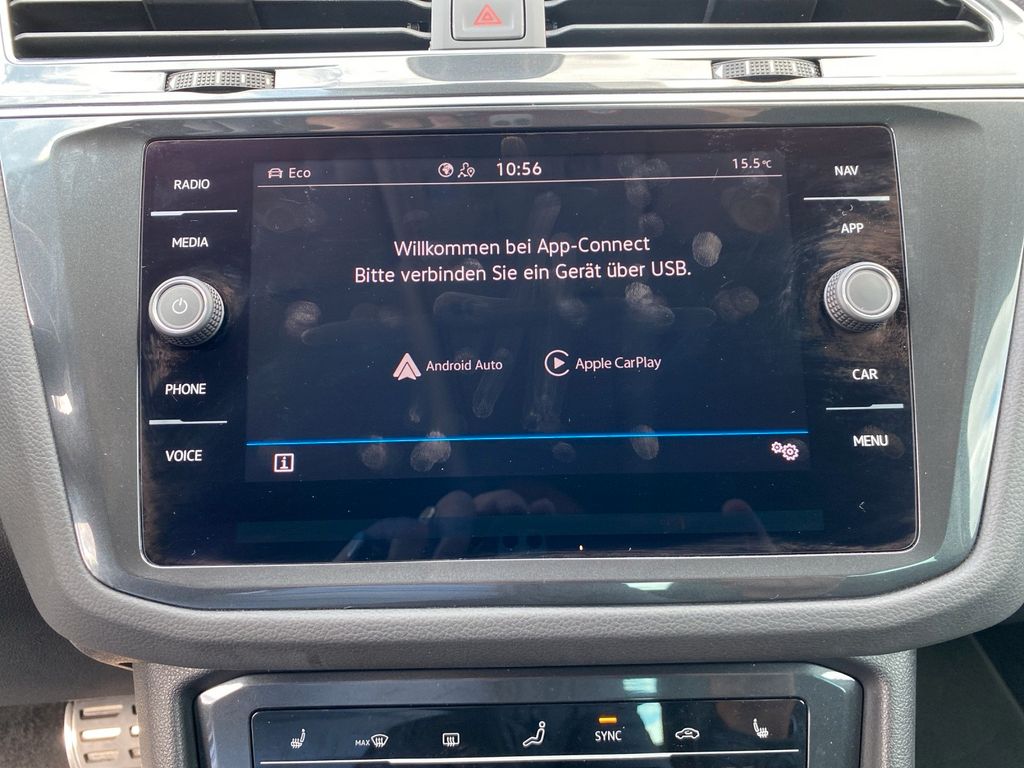 Eco 10:56 15.5°C
RADIO
NAV
MEDIA
APP
Willkommen bei App-Connect
Bitte verbinden Sie ein Gerät über USB.
Android Auto Apple CarPlay
PHONE
CAR
VOICE
MENU
i
MAX
SYNC